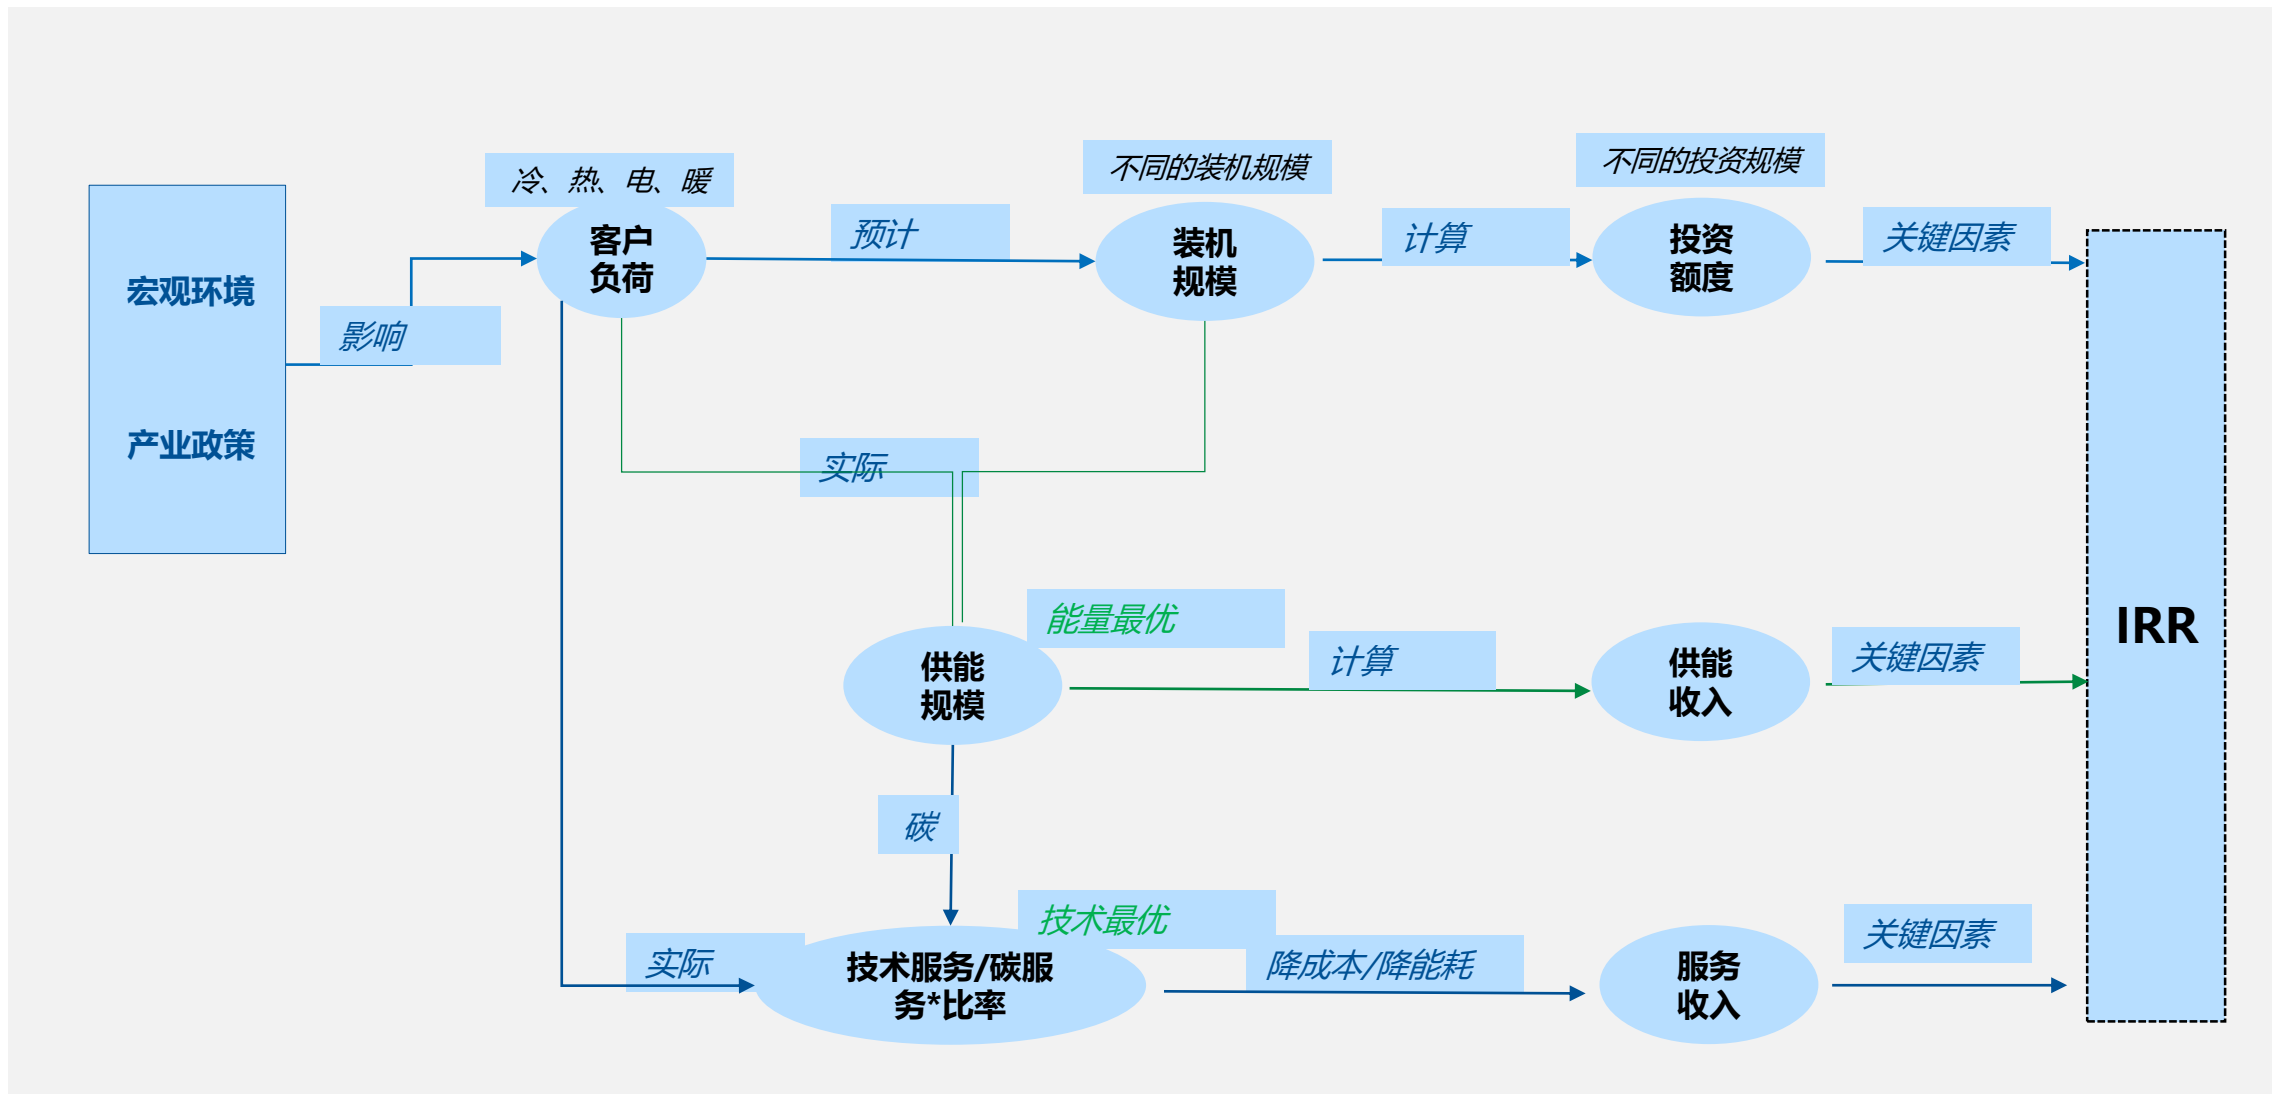 宏观环境
产业政策
影响
冷、热、电、暖
客户
负荷
预计
不同的装机规模
装机
规模
计算
不同的投资规模
投资
额度
关键因素
实际
能量最优
供能
规模
计算
供能
收入
关键因素
IRR
碳
技术最优
实际
技术服务/碳服
务*比率
降成本/降能耗
服务
收入
关键因素